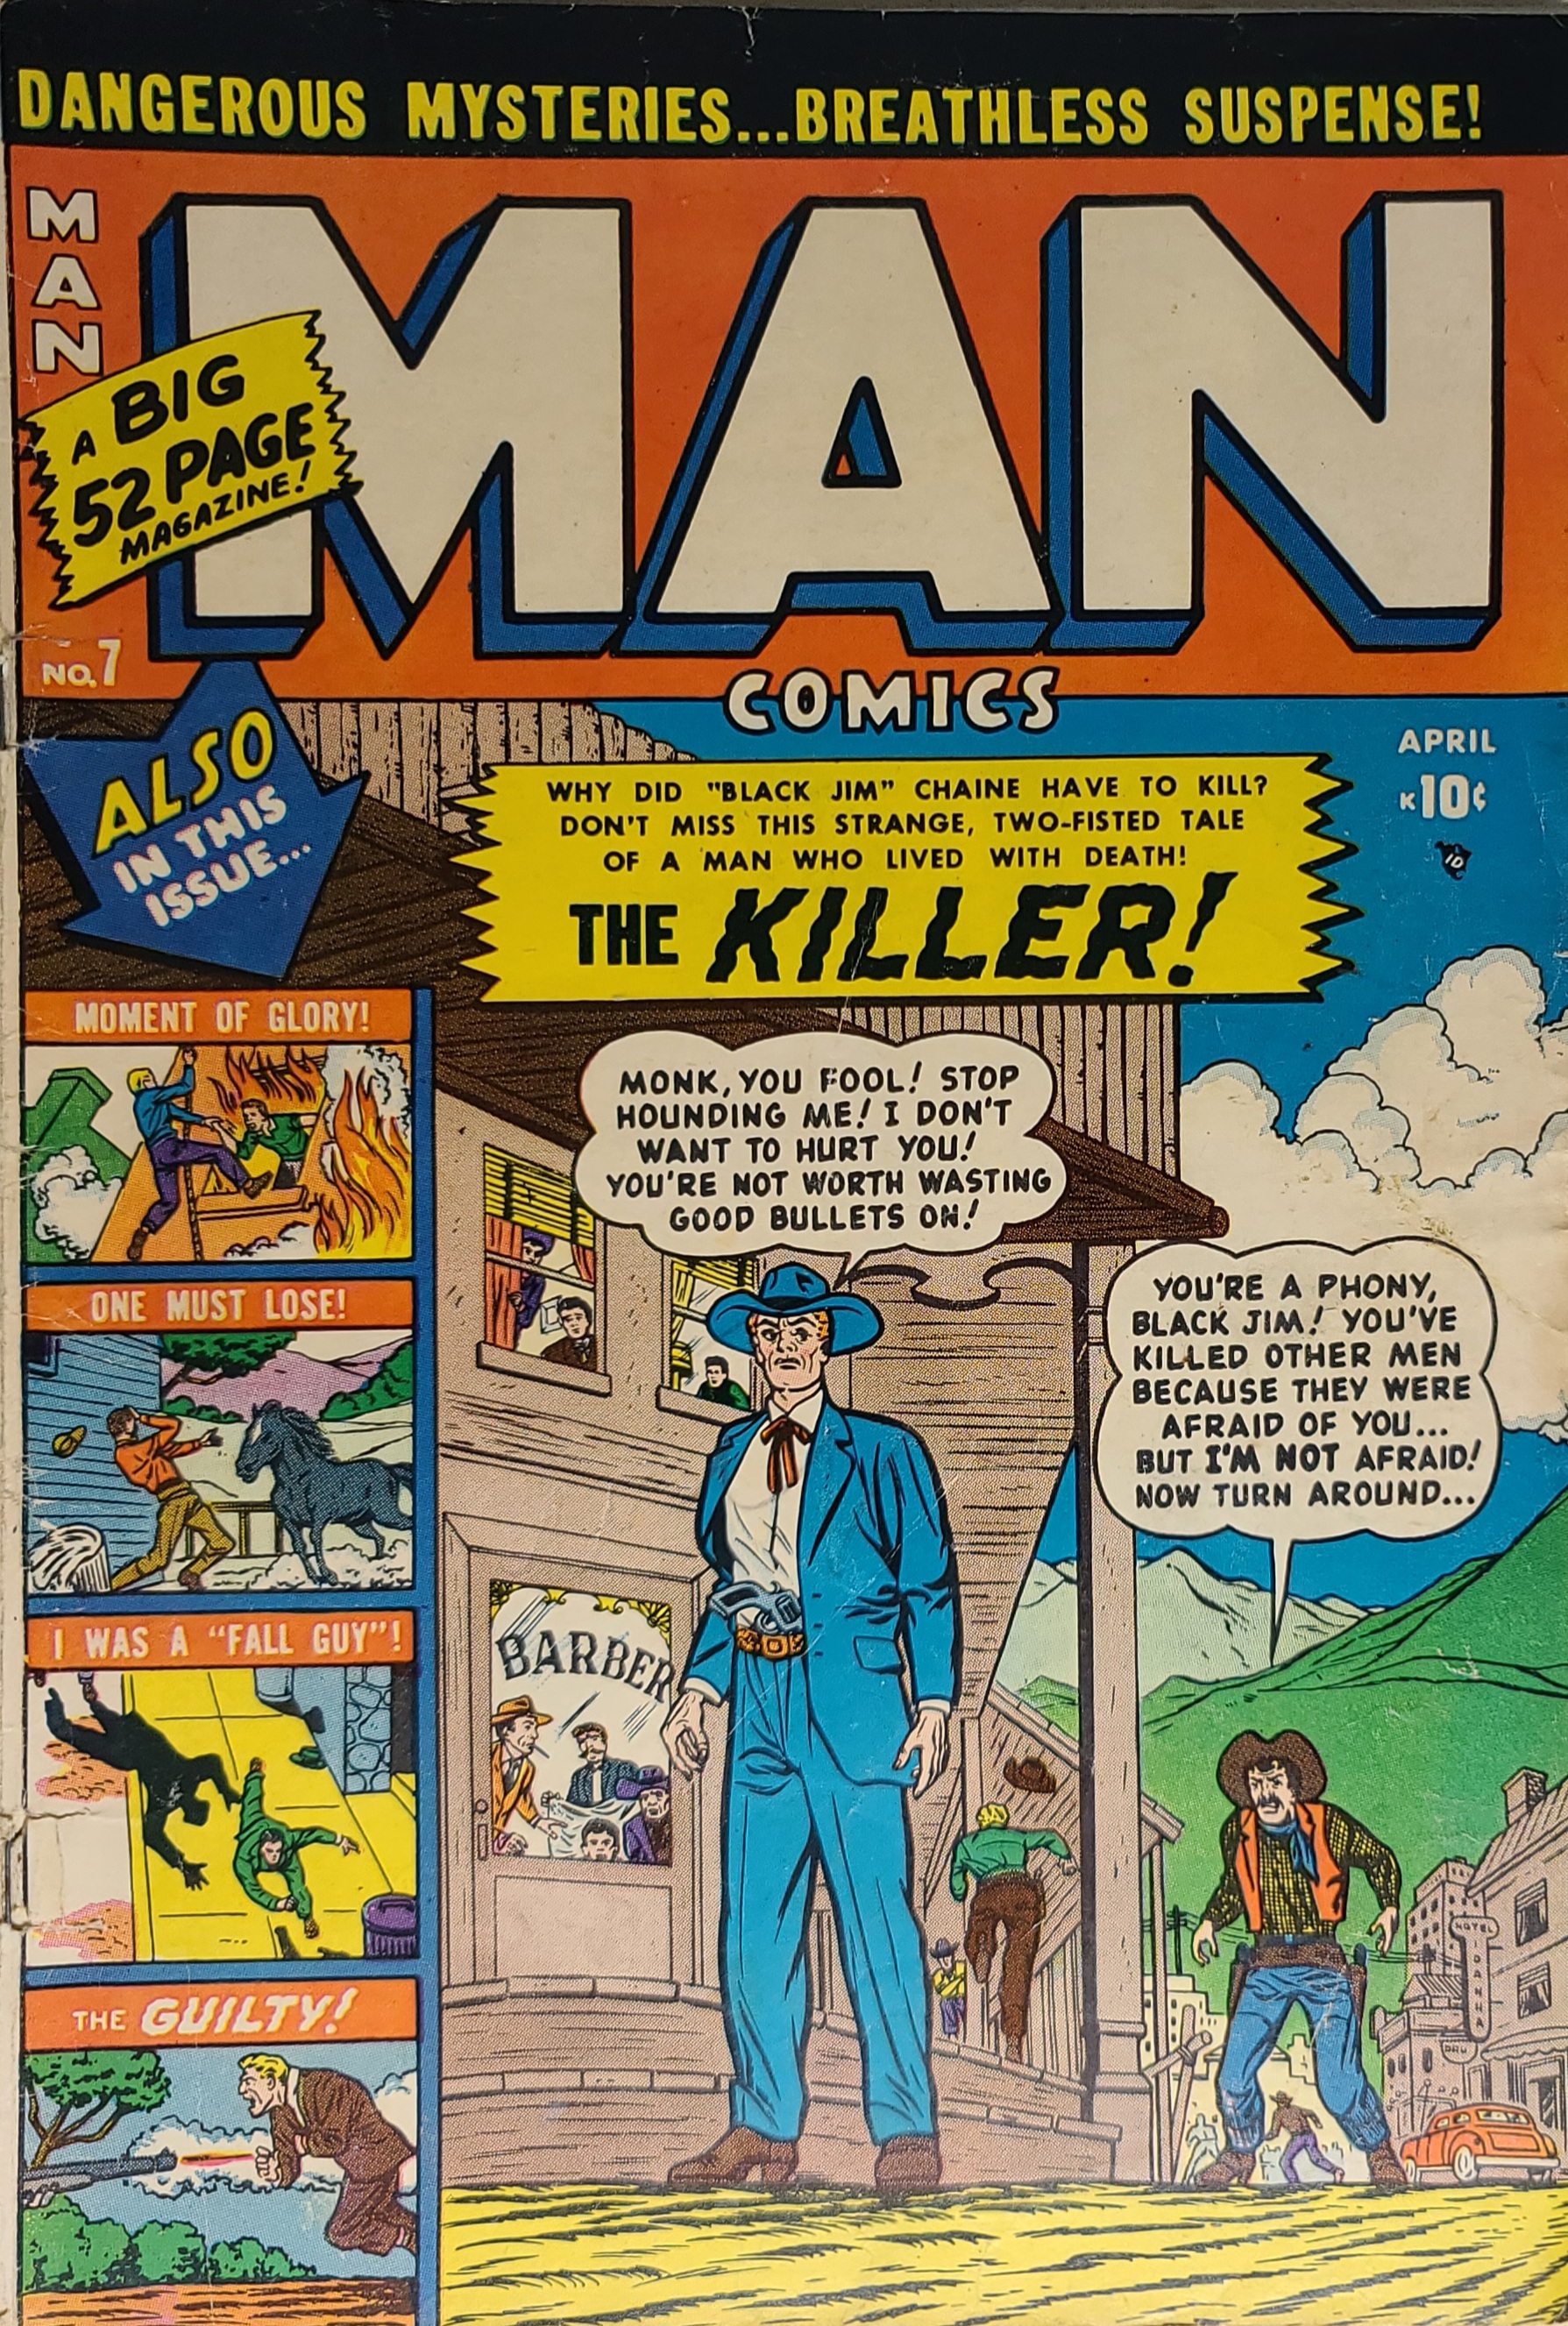 DANGEROUS MYSTERIES...BREATHLESS SUSPENSE!
MAN
MAN
A BIG
52 PAGE
MAGAZINE!
NO.7
COMICS
APRIL
K 10¢
10
ALSO
IN THIS
ISSUE...
WHY DID "BLACK JIM" CHAINE HAVE TO KILL?
DON'T MISS THIS STRANGE, TWO-FISTED TALE
OF A MAN WHO LIVED WITH DEATH!
THE KILLER!
MOMENT OF GLORY!
ONE MUST LOSE!
I WAS A "FALL GUY"!
THE GUILTY!
MONK, YOU FOOL! STOP
HOUNDING ME! I DON'T
WANT TO HURT YOU!
YOU'RE NOT WORTH WASTING
GOOD BULLETS ON!
YOU'RE A PHONY,
BLACK JIM! YOU'VE
KILLED OTHER MEN
BECAUSE THEY WERE
AFRAID OF YOU...
BUT I'M NOT AFRAID!
NOW TURN AROUND...
BARBER
HOTEL